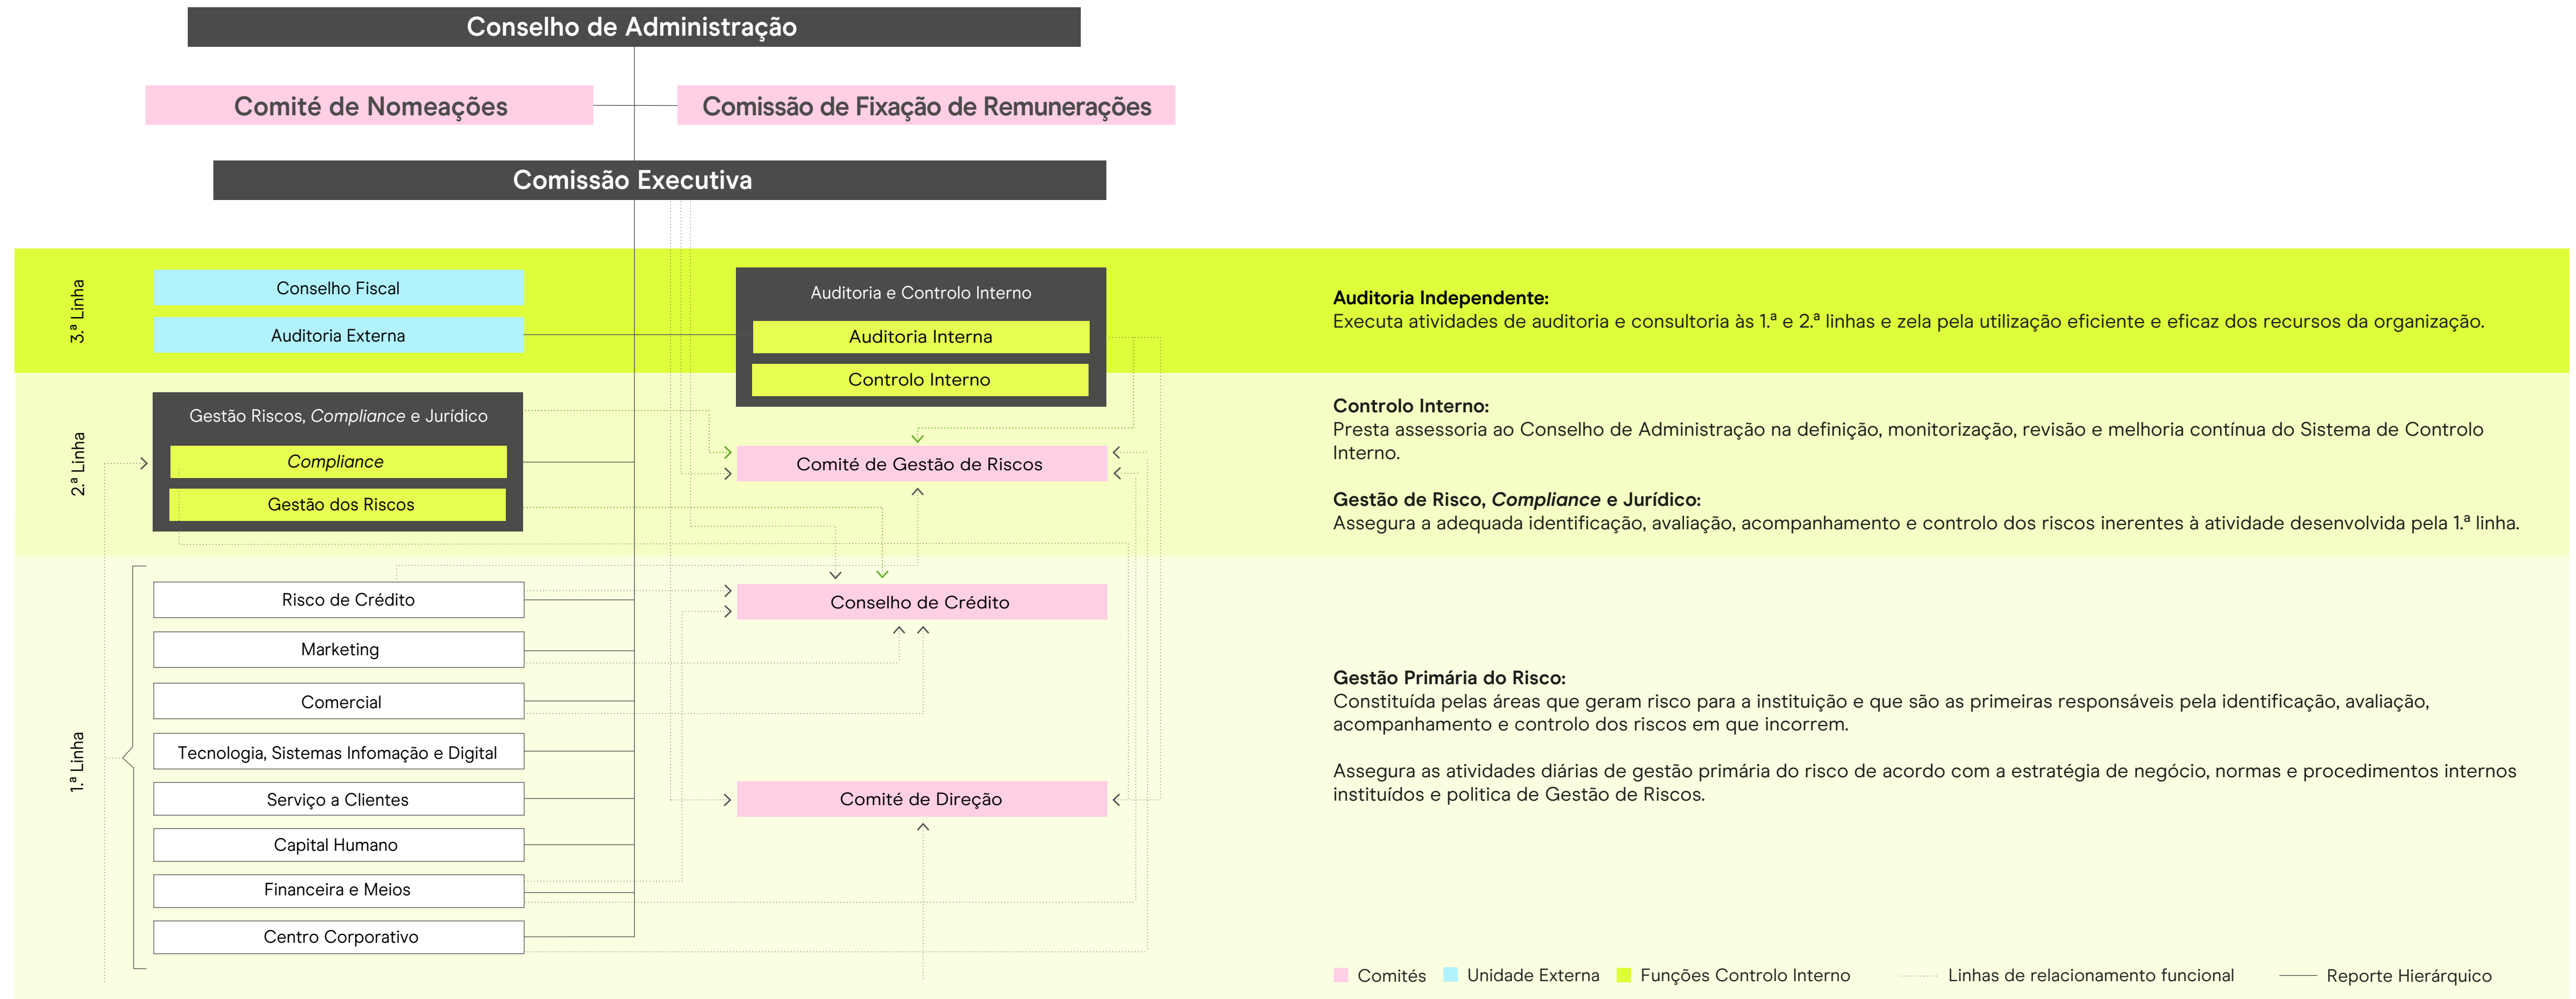 Conselho de Administração
Comité de Nomeações
Comissão de Fixação de Remunerações
Comissão Executiva
3.ª Linha
Conselho Fiscal
Auditoria Externa
Auditoria e Controlo Interno
Auditoria Interna
Controlo Interno
Auditoria Independente:
Executa atividades de auditoria e consultoria às 1.ª e 2.ª linhas e zela pela utilização eficiente e eficaz dos recursos da organização.
2.ª Linha
Gestão Riscos, Compliance e Jurídico
Compliance
Gestão dos Riscos
Comité de Gestão de Riscos
Controlo Interno:
Presta assessoria ao Conselho de Administração na definição, monitorização, revisão e melhoria contínua do Sistema de Controlo
Interno.
Gestão de Risco, Compliance e Jurídico:
Assegura a adequada identificação, avaliação, acompanhamento e controlo dos riscos inerentes à atividade desenvolvida pela 1.ª linha.
1.ª Linha
Risco de Crédito
Marketing
Comercial
Tecnologia, Sistemas Infomação e Digital
Serviço a Clientes
Capital Humano
Financeira e Meios
Centro Corporativo
Conselho de Crédito
Comité de Direção
Gestão Primária do Risco:
Constituída pelas áreas que geram risco para a instituição e que são as primeiras responsáveis pela identificação, avaliação,
acompanhamento e controlo dos riscos em que incorrem.
Assegura as atividades diárias de gestão primária do risco de acordo com a estratégia de negócio, normas e procedimentos internos
instituídos e politica de Gestão de Riscos.
Comités
Unidade Externa
Funções Controlo Interno
Linhas de relacionamento funcional
Reporte Hierárquico